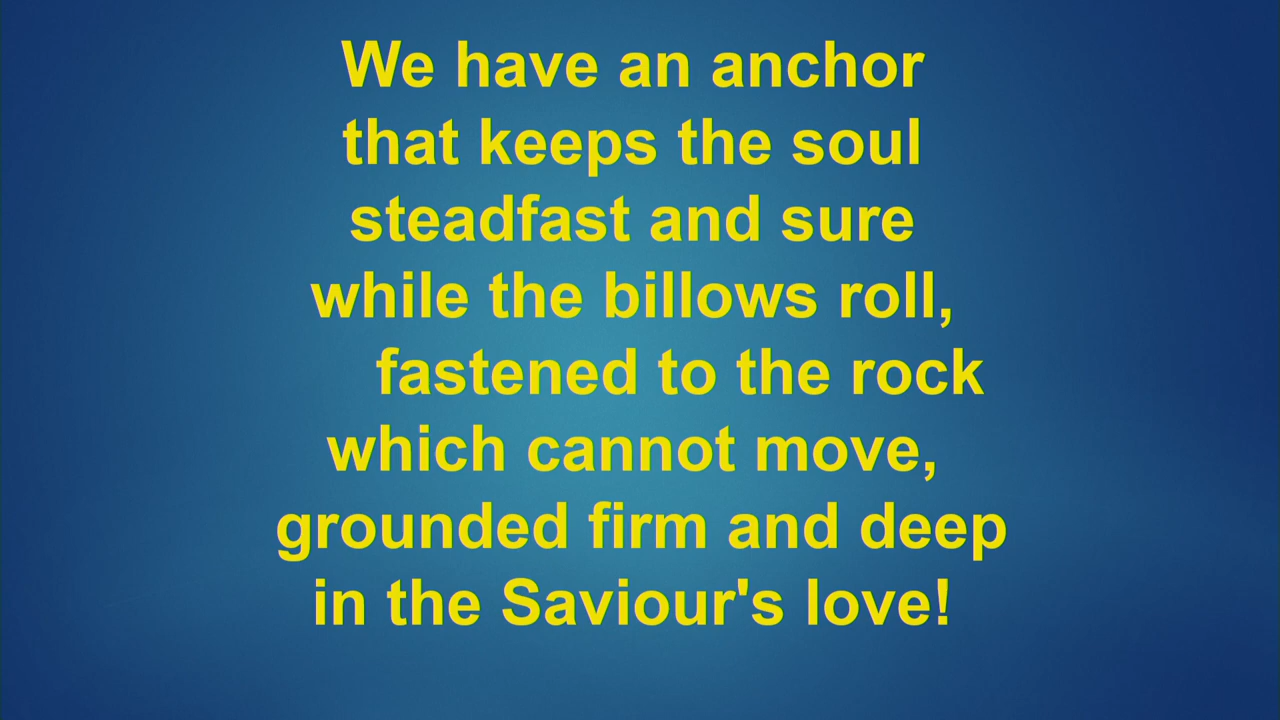 We have an anchor
that keeps the soul
steadfast and sure
while the billows roll,
fastened to the rock
which cannot move,
grounded firm and deep
in the Saviour's love!